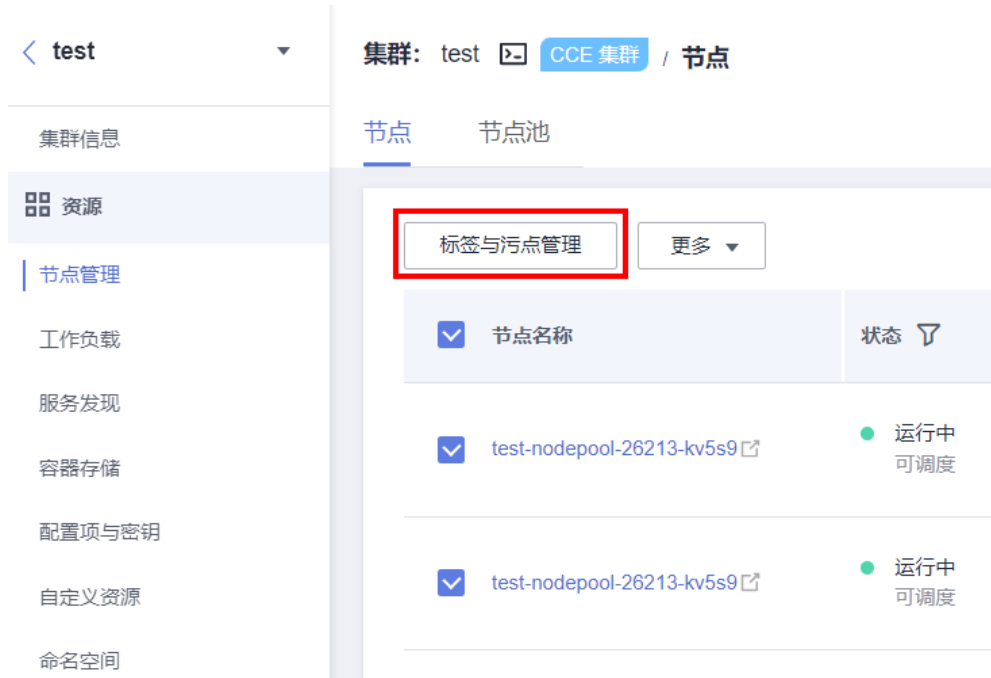 test
集群信息
资源
节点管理
工作负载
服务发现
容器存储
配置项与密钥
自定义资源
命名空间
集群： test CCE 集群 / 节点
节点 节点池
标签与污点管理 更多
节点名称 状态
test-nodepool-26213-kv5s9 运行中
可调度
test-nodepool-26213-kv5s9 运行中
可调度